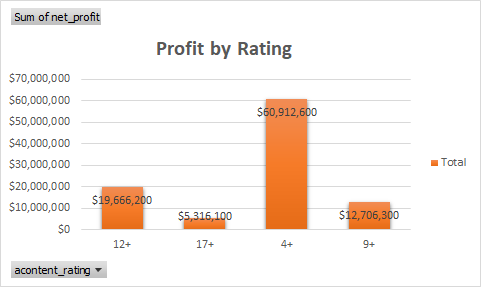 Sum of net_profit
Profit by Rating
$70,000,000
$60,000,000
$50,000,000
$40,000,000
$30,000,000
$20,000,000
$10,000,000
$0
$19,666,200
$5,316,100
$60,912,600
$12,706,300
12+ 17+ 4+ 9+
Total
acontent_rating